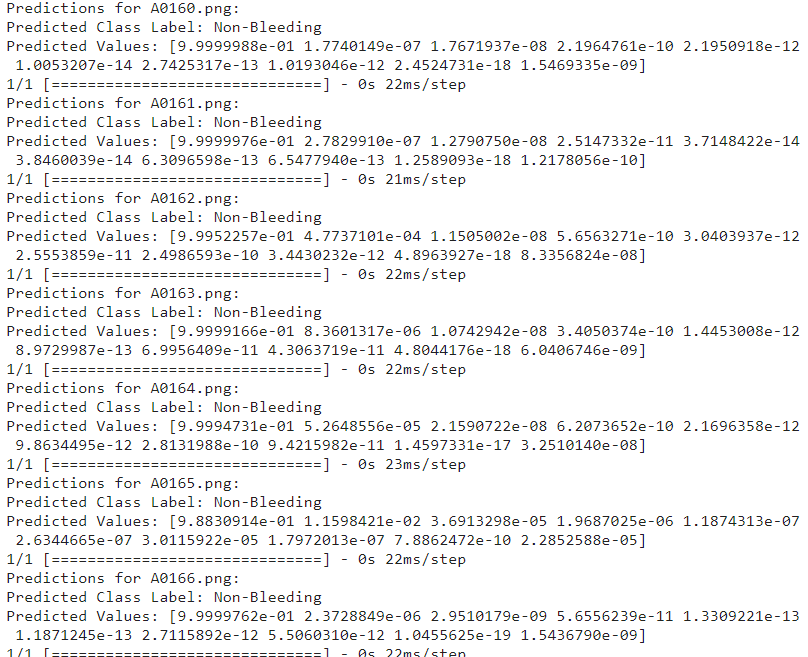 Predictions for A0160.png:
Predicted Class Label: Non-Bleeding
Predicted Values: [9.9999988e-01 1.7740149e-07 1.7671937e-08 2.1964761e-10 2.1950918e-12
1.0053207e-14 2.7425317e-13 1.0193046e-12 2.4524731e-18 1.5469335e-09]
1/1 [==============================] - 0s 22ms/step
Predictions for A0161.png:
Predicted Class Label: Non-Bleeding
Predicted Values: [9.9999976e-01 2.7829910e-07 1.2790750e-08 2.5147332e-11 3.7148422e-14
3.8460039e-14 6.3096598e-13 6.5477940e-13 1.2589093e-18 1.2178056e-10]
1/1 [==============================] - 0s 21ms/step
Predictions for A0162.png:
Predicted Class Label: Non-Bleeding
Predicted Values: [9.9952257e-01 4.7737101e-04 1.1505002e-08 5.6563271e-10 3.0403937e-12
2.5553859e-11 2.4986593e-10 3.4430232e-12 4.8963927e-18 8.3356824e-08]
1/1 [==============================] - 0s 22ms/step
Predictions for A0163.png:
Predicted Class Label: Non-Bleeding
Predicted Values: [9.9999166e-01 8.3601317e-06 1.0742942e-08 3.4050374e-10 1.4453008e-12
8.9729987e-13 6.9956409e-11 4.3063719e-11 4.8044176e-18 6.0406746e-09]
1/1 [==============================] - 0s 22ms/step
Predictions for A0164.png:
Predicted Class Label: Non-Bleeding
Predicted Values: [9.9994731e-01 5.2648556e-05 2.1590722e-08 6.2073652e-10 2.1696358e-12
9.8634495e-12 2.8131988e-10 9.4215982e-11 1.4597331e-17 3.2510140e-08]
1/1 [==============================] - 0s 23ms/step
Predictions for A0165.png:
Predicted Class Label: Non-Bleeding
Predicted Values: [9.8830914e-01 1.1598421e-02 3.6913298e-05 1.9687025e-06 1.1874313e-07
2.6344665e-07 3.0115922e-05 1.7972013e-07 7.8862472e-10 2.2852588e-05]
1/1 [==============================] - 0s 22ms/step
Predictions for A0166.png:
Predicted Class Label: Non-Bleeding
Predicted Values: [9.9999762e-01 2.3728849e-06 2.9510179e-09 5.6556239e-11 1.3309221e-13
1.1871245e-13 2.7115892e-12 5.5060310e-12 1.0455625e-19 1.5436790e-09]
1/1 [==============================] - 0s 22ms/step